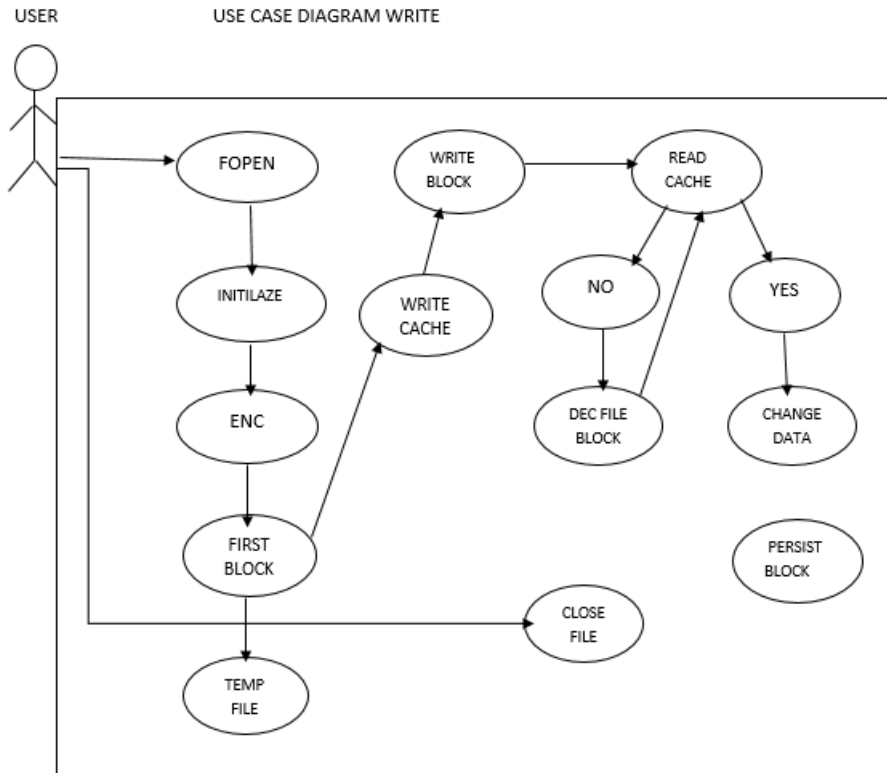 USER
USE CASE DIAGRAM WRITE
FOPEN
INITILAZE
ENC
FIRST
BLOCK
TEMP
FILE
WRITE
CACHE
WRITE
BLOCK
READ
CACHE
NO
YES
DEC FILE
BLOCK
CHANGE
DATA
PERSIST
BLOCK
CLOSE
FILE